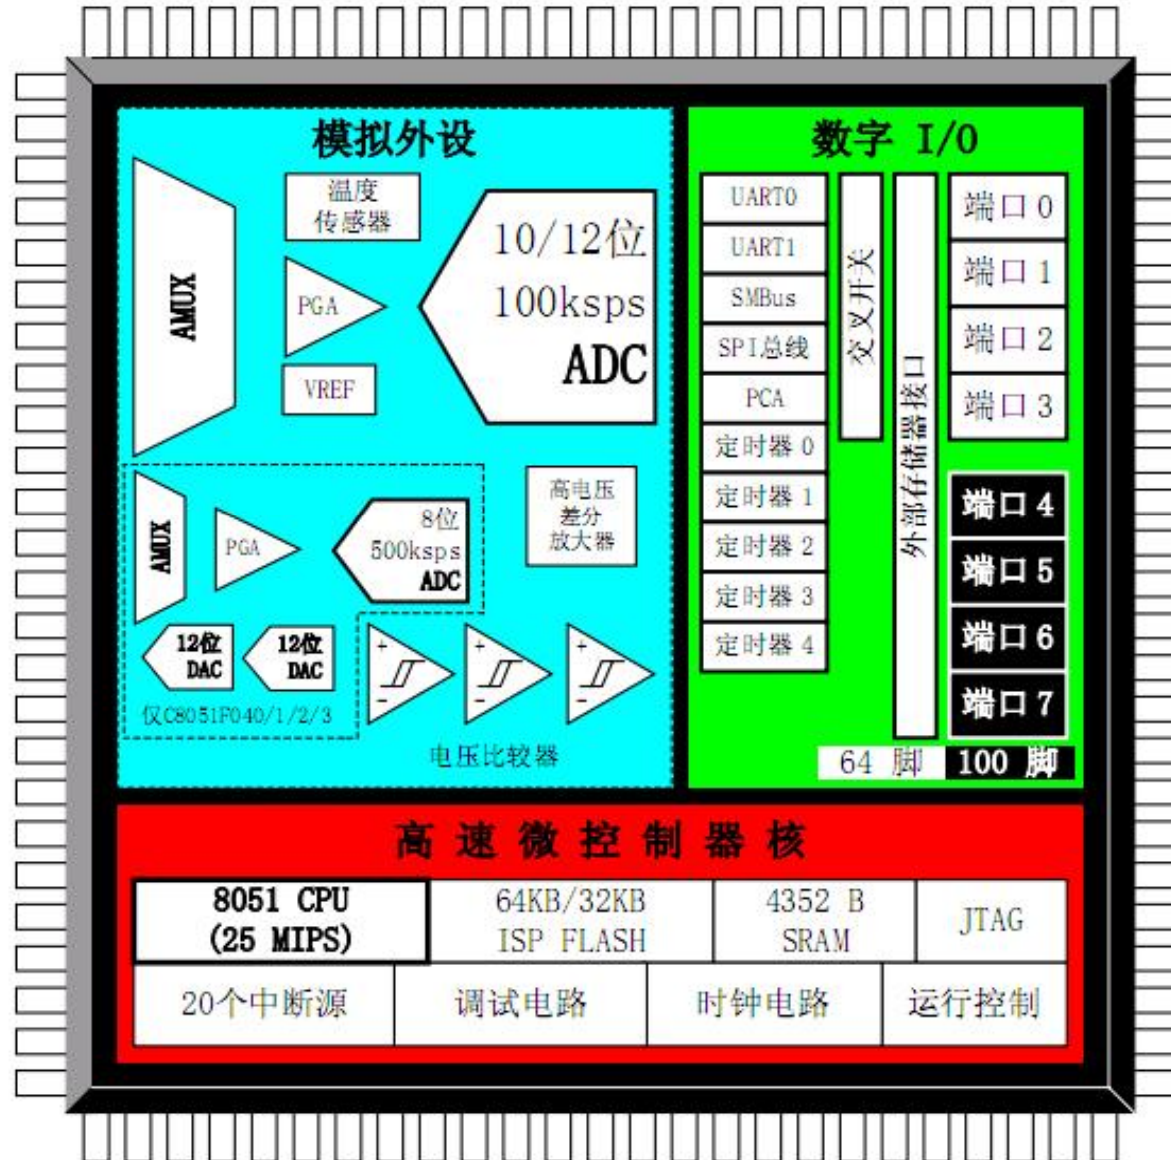 模拟外设
AMUX
温度
传感器
PGA
VREF
10/12位
100ksps
ADC
AMUX
PGA
8位
500ksps
ADC
高电压
差分
放大器
12位
DAC
12位
DAC
+
-
+
-
+
-
仅C8051F040/1/2/3
电压比较器
数字 I/0
UART0
UART1
SMBus
SPI总线
PCA
定时器 0
定时器 1
定时器 2
定时器 3
定时器 4
交叉开关
外部存储器接口
端口 0
端口 1
端口 2
端口 3
端口 4
端口 5
端口 6
端口 7
64 脚
100 脚
高速微控制器核
8051 CPU
(25 MIPS)
64KB/32KB
ISP FLASH
4352 B
SRAM
JTAG
20个中断源
调试电路
时钟电路
运行控制